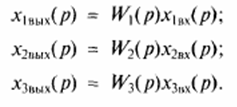 x₁вых(p) = W₁(p)x₁вх(p);
x₂вых(p) = W₂(p)x₂вх(p);
x₃вых(p) = W₃(p)x₃вх(p).